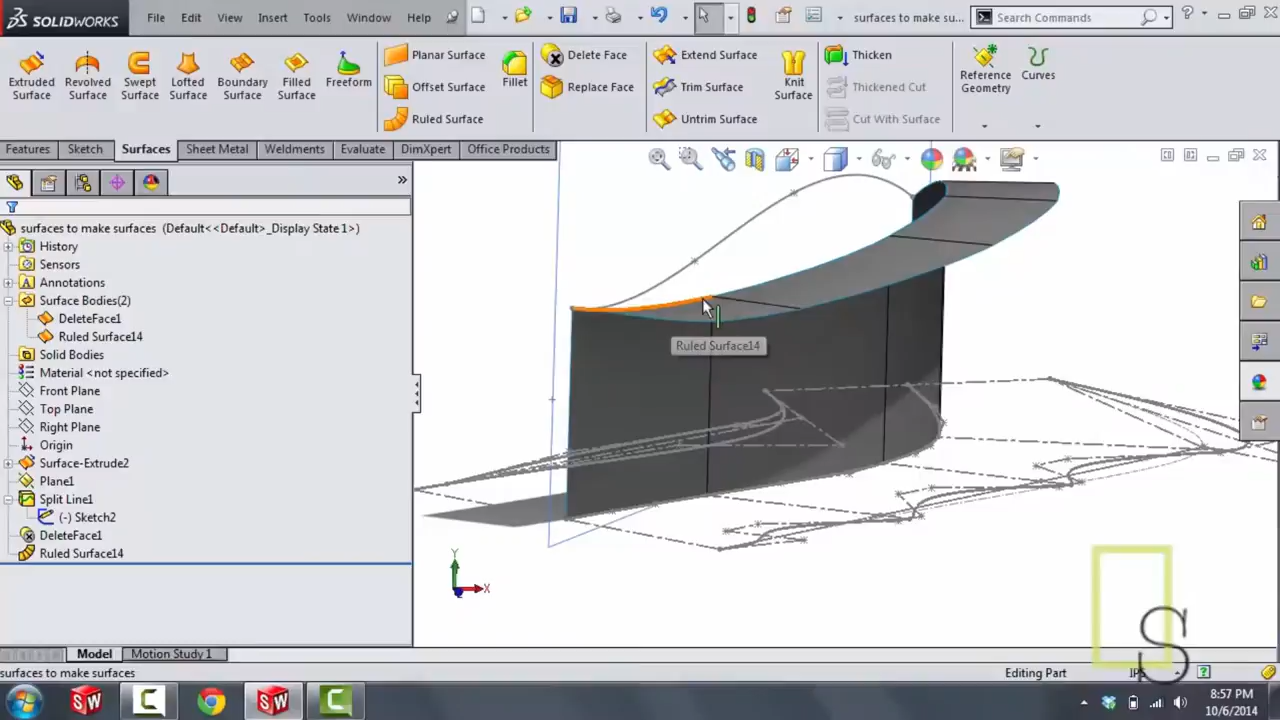 SOLIDWORKS
File Edit View Insert Tools Window Help
surfaces to make su...
Search Commands
Extruded Surface
Revolved Surface
Swept Surface
Lofted Surface
Boundary Surface
Filled Surface
Freeform
Planar Surface
Offset Surface
Ruled Surface
Fillet
Delete Face
Replace Face
Extend Surface
Trim Surface
Untrim Surface
Knit Surface
Thicken
Thickened Cut
Cut With Surface
Reference Geometry
Curves
Features Sketch Surfaces Sheet Metal Weldments Evaluate DimXpert Office Products
surfaces to make surfaces (Default<<Default>_Display State 1>)
History
Sensors
Annotations
Surface Bodies(2)
DeleteFace1
Ruled Surface14
Solid Bodies
Material <not specified>
Front Plane
Top Plane
Right Plane
Origin
Surface-Extrude2
Plane1
Split Line1
(-) Sketch2
DeleteFace1
Ruled Surface14
Ruled Surface14
Y
X
S
Model Motion Study 1
surfaces to make surfaces
Editing Part
IPS
8:57 PM
10/6/2014